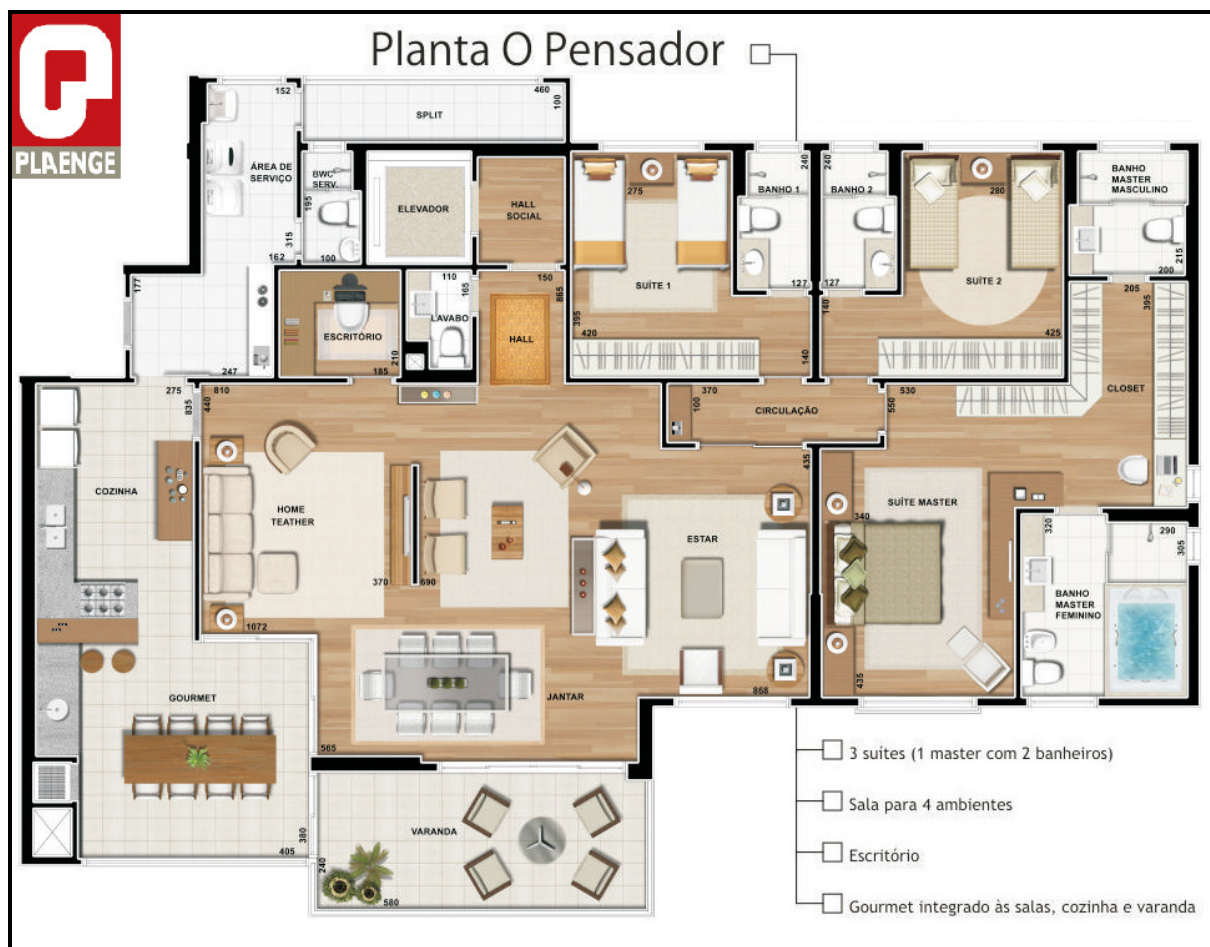 Planta O Pensador
PLAENGE
152
460
100
SPLIT
ÁREA DE
SERVIÇO
BWC
SERV.
195
315
100
162
177
247
ELEVADOR
HALL
SOCIAL
150
865
HALL
110
165
LAVABO
ESCRITÓRIO
210
185
275
SUÍTE 1
395
420
140
240
BANHO 1
127
240
BANHO 2
127
140
280
SUÍTE 2
425
BANHO
MASTER
MASCULINO
215
200
205
395
CLOSET
275
835
440
810
370
100
CIRCULAÇÃO
550
530
435
COZINHA
HOME
TEATHER
370
690
1072
ESTAR
868
SUÍTE MASTER
340
435
320
290
305
BANHO
MASTER
FEMININO
GOURMET
JANTAR
565
380
405
VARANDA
240
580
3 suítes (1 master com 2 banheiros)
Sala para 4 ambientes
Escritório
Gourmet integrado às salas, cozinha e varanda